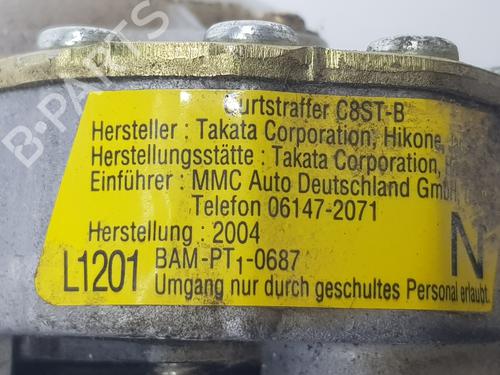 urtstraffer C8ST-B
Hersteller : Takata Corporation, Hikone,
Herstellungsstätte : Takata Corporation,
Einführer : MMC Auto Deutschland GmbH,
Telefon 06147-2071
Herstellung : 2004
N
L1201 BAM-PT1-0687
Umgang nur durch geschultes Personal erlaubt.
B-PARTS